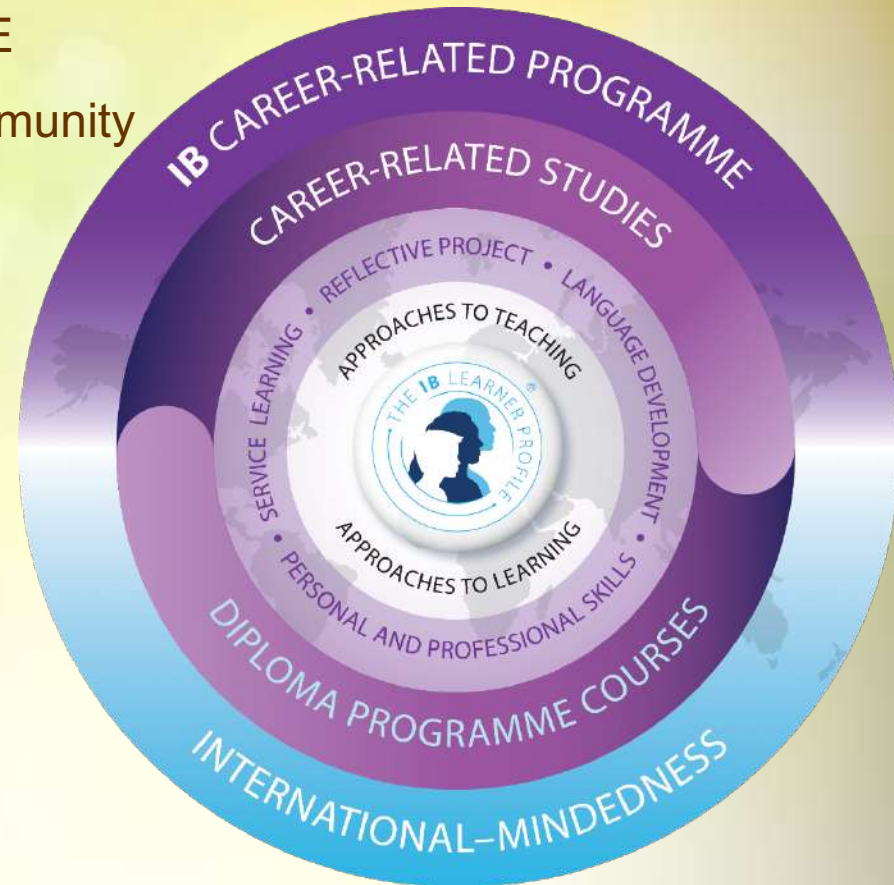 E
munity
IB CAREER-RELATED PROGRAMME
CAREER-RELATED STUDIES
SERVICE LEARNING • REFLECTIVE PROJECT • LANGUAGE DEVELOPMENT •
• PERSONAL AND PROFESSIONAL SKILLS
APPROACHES TO TEACHING
THE IB LEARNER PROFILE ®
APPROACHES TO LEARNING
DIPLOMA PROGRAMME COURSES
INTERNATIONAL–MINDEDNESS